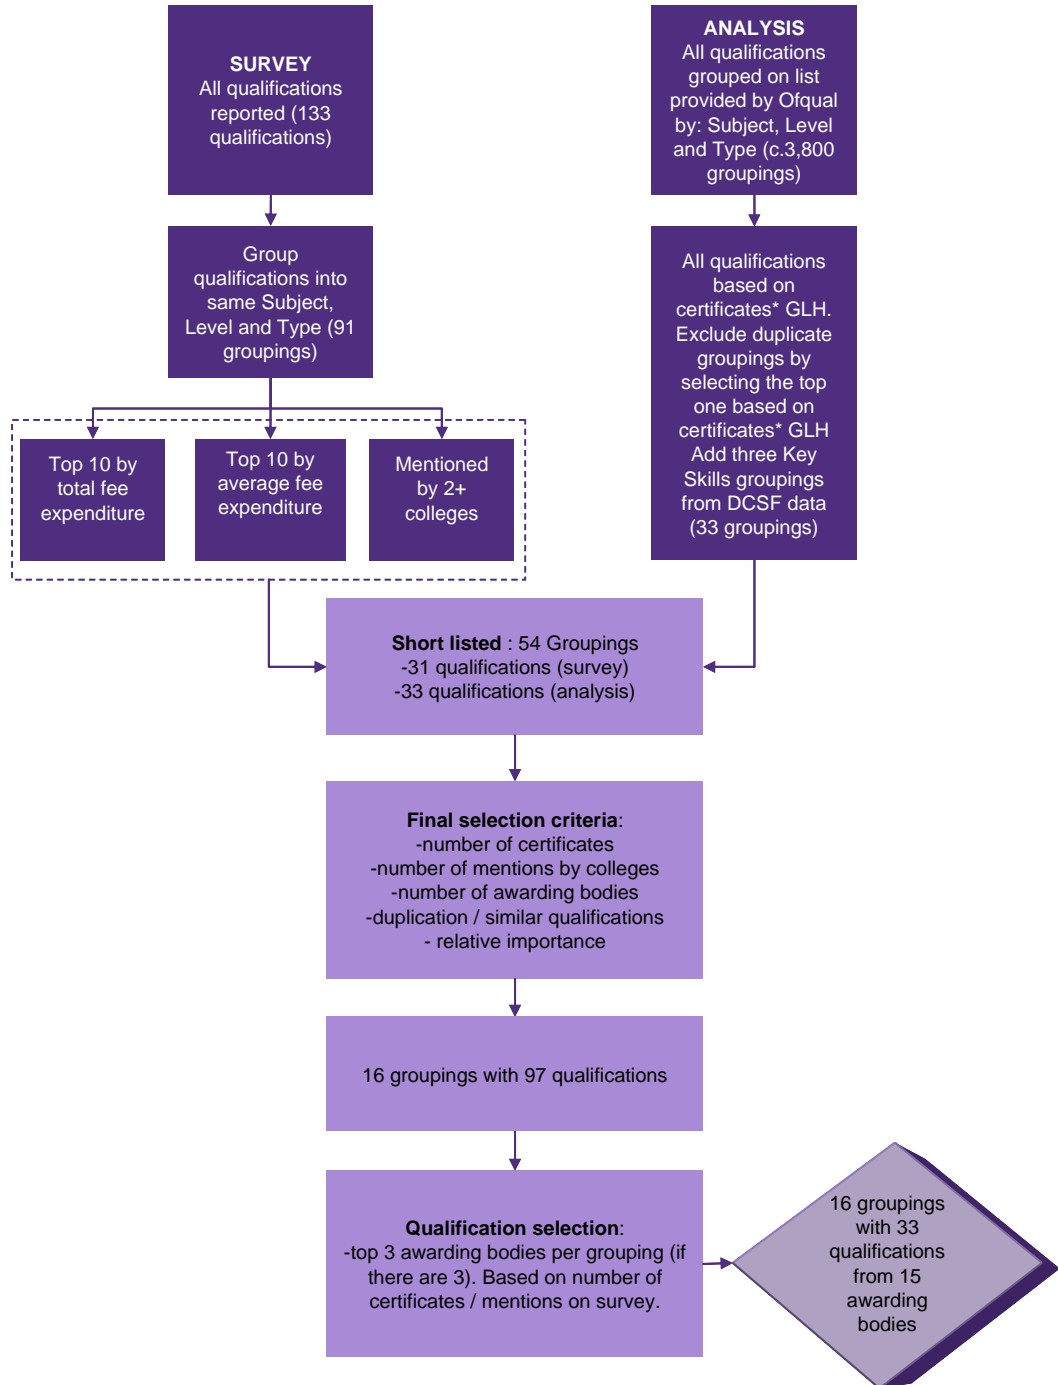 SURVEY
All qualifications
reported (133
qualifications)
ANALYSIS
All qualifications
grouped on list
provided by Ofqual
by: Subject, Level
and Type (c.3,800
groupings)
Group
qualifications into
same Subject,
Level and Type (91
groupings)
All qualifications
based on
certificates* GLH.
Exclude duplicate
groupings by
selecting the top
one based on
certificates* GLH
Add three Key
Skills groupings
from DCSF data
(33 groupings)
Top 10 by
total fee
expenditure
Top 10 by
average fee
expenditure
Mentioned
by 2+
colleges
Short listed : 54 Groupings
-31 qualifications (survey)
-33 qualifications (analysis)
Final selection criteria:
-number of certificates
-number of mentions by colleges
-number of awarding bodies
-duplication / similar qualifications
- relative importance
16 groupings with 97 qualifications
Qualification selection:
-top 3 awarding bodies per grouping (if
there are 3). Based on number of
certificates / mentions on survey.
16 groupings
with 33
qualifications
from 15
awarding
bodies